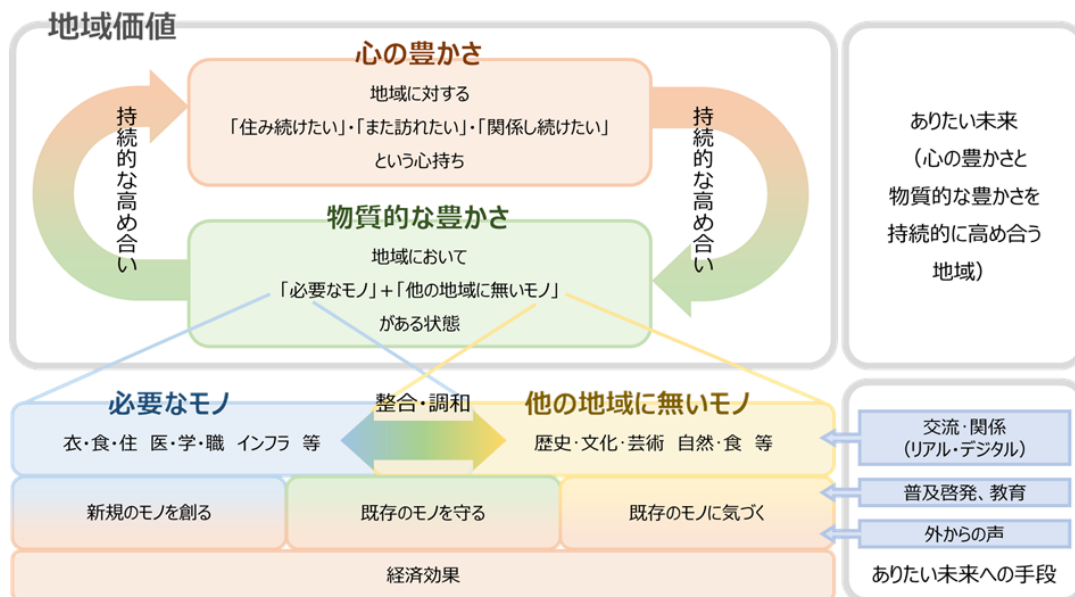 地域価値
心の豊かさ
地域に対する
「住み続けたい」・「また訪れたい」・「関係し続けたい」
という心持ち
持続的な高め合い
持続的な高め合い
物質的な豊かさ
地域において
「必要なモノ」+「他の地域に無いモノ」
がある状態
ありたい未来
（心の豊かさと
物質的な豊かさを
持続的に高め合う
地域）
必要なモノ
衣・食・住 医・学・職 インフラ 等
整合・調和
他の地域に無いモノ
歴史・文化・芸術 自然・食 等
新規のモノを創る
既存のモノを守る
既存のモノに気づく
経済効果
交流・関係
（リアル・デジタル）
普及啓発、教育
外からの声
ありたい未来への手段